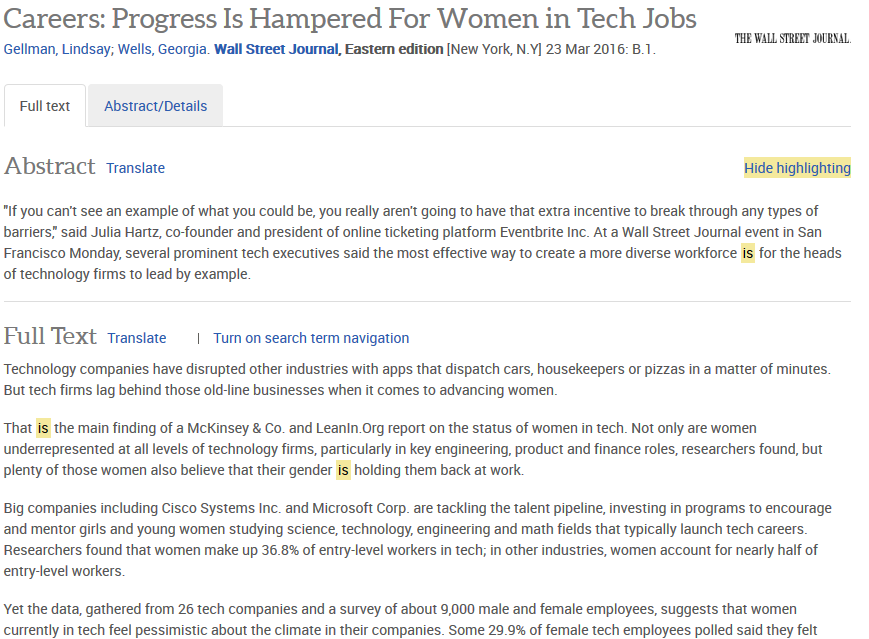 Careers: Progress Is Hampered For Women in Tech Jobs
THE WALL STREET JOURNAL.
Gellman, Lindsay; Wells, Georgia. Wall Street Journal, Eastern edition [New York, N.Y] 23 Mar 2016: B.1.
Full text Abstract/Details
Abstract Translate Hide highlighting
"If you can't see an example of what you could be, you really aren't going to have that extra incentive to break through any types of
barriers," said Julia Hartz, co-founder and president of online ticketing platform Eventbrite Inc. At a Wall Street Journal event in San
Francisco Monday, several prominent tech executives said the most effective way to create a more diverse workforce is for the heads
of technology firms to lead by example.
Full Text Translate | Turn on search term navigation
Technology companies have disrupted other industries with apps that dispatch cars, housekeepers or pizzas in a matter of minutes.
But tech firms lag behind those old-line businesses when it comes to advancing women.
That is the main finding of a McKinsey & Co. and LeanIn.Org report on the status of women in tech. Not only are women
underrepresented at all levels of technology firms, particularly in key engineering, product and finance roles, researchers found, but
plenty of those women also believe that their gender is holding them back at work.
Big companies including Cisco Systems Inc. and Microsoft Corp. are tackling the talent pipeline, investing in programs to encourage
and mentor girls and young women studying science, technology, engineering and math fields that typically launch tech careers.
Researchers found that women make up 36.8% of entry-level workers in tech; in other industries, women account for nearly half of
entry-level workers.
Yet the data, gathered from 26 tech companies and a survey of about 9,000 male and female employees, suggests that women
currently in tech feel pessimistic about the climate in their companies. Some 29.9% of female tech employees polled said they felt